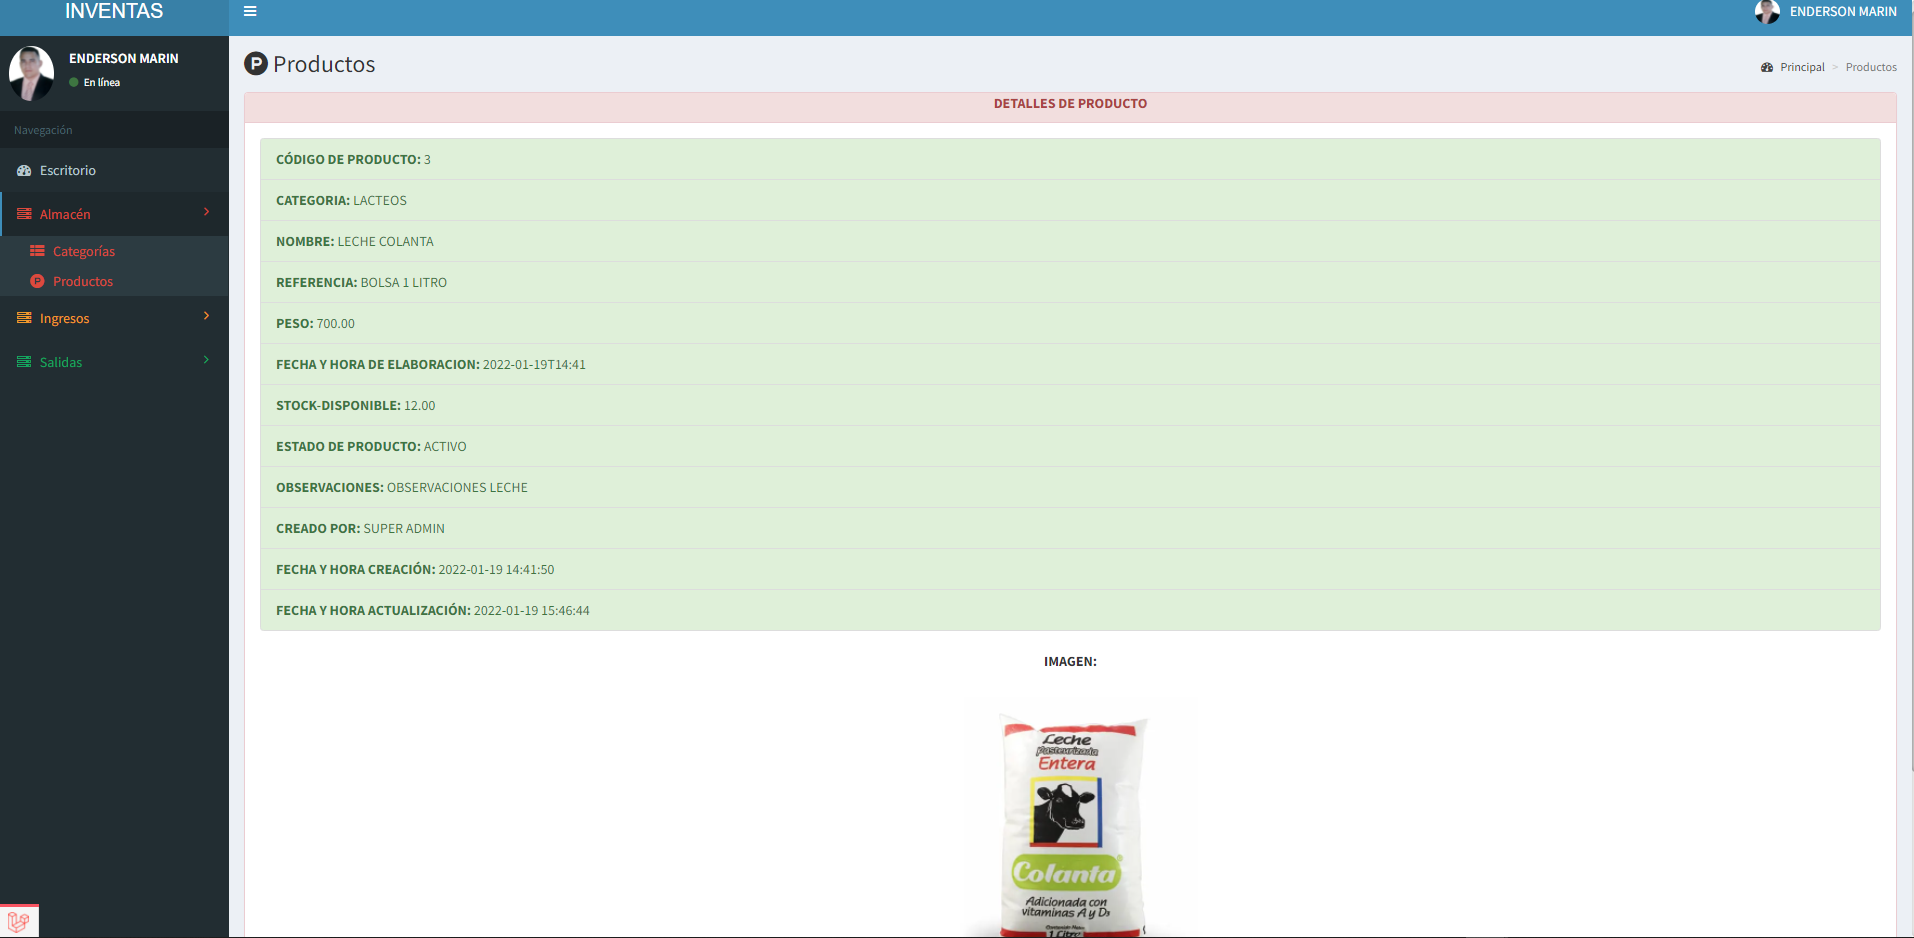 INVENTAS
ENDERSON MARIN
ENDERSON MARIN
En línea
Navegación
Escritorio
Almacén
Categorías
Productos
Ingresos
Salidas
Productos
Principal > Productos
DETALLES DE PRODUCTO
CÓDIGO DE PRODUCTO: 3
CATEGORIA: LACTEOS
NOMBRE: LECHE COLANTA
REFERENCIA: BOLSA 1 LITRO
PESO: 700.00
FECHA Y HORA DE ELABORACION: 2022-01-19T14:41
STOCK-DISPONIBLE: 12.00
ESTADO DE PRODUCTO: ACTIVO
OBSERVACIONES: OBSERVACIONES LECHE
CREADO POR: SUPER ADMIN
FECHA Y HORA CREACIÓN: 2022-01-19 14:41:50
FECHA Y HORA ACTUALIZACIÓN: 2022-01-19 15:46:44
IMAGEN:
Leche
Pasteurizada
Entera
Colanta
Adicionada con
vitaminas A y D₃
1 Litro